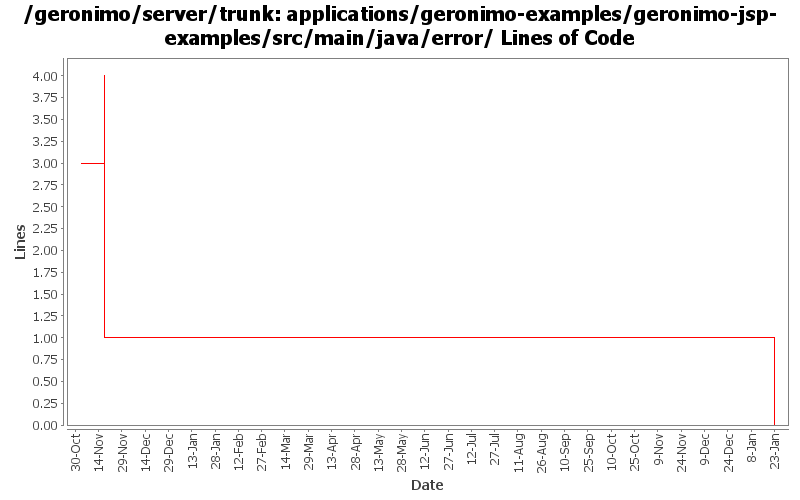 /geronimo/server/trunk: applications/geronimo-examples/geronimo-jsp-
examples/src/main/java/error/ Lines of Code
Lines
4.00
3.75
3.50
3.25
3.00
2.75
2.50
2.25
2.00
1.75
1.50
1.25
1.00
0.75
0.50
0.25
0.00
30-Oct
14-Nov
29-Nov
14-Dec
29-Dec
13-Jan
28-Jan
12-Feb
27-Feb
14-Mar
29-Mar
13-Apr
28-Apr
13-May
28-May
12-Jun
27-Jun
12-Jul
27-Jul
11-Aug
26-Aug
10-Sep
25-Sep
10-Oct
25-Oct
9-Nov
24-Nov
9-Dec
24-Dec
8-Jan
23-Jan
Date